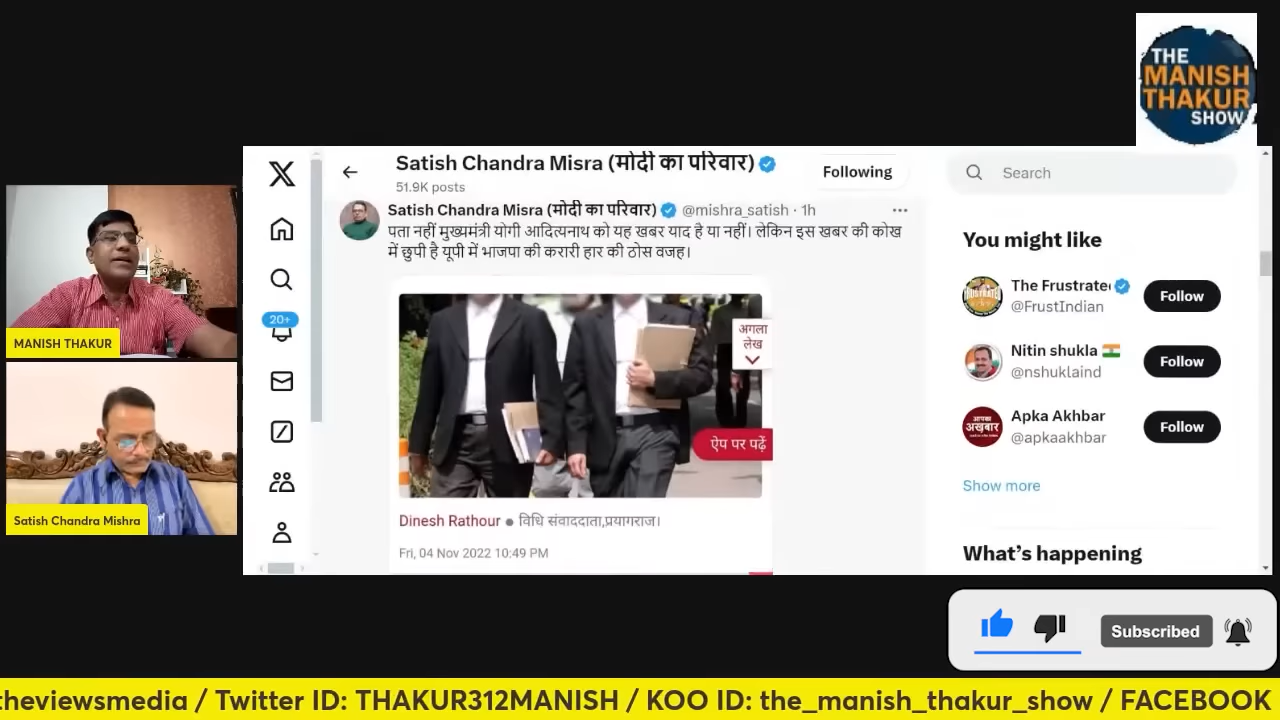 THE
MANISH
THAKUR
SHOW
Satish Chandra Misra (मोदी का परिवार)
51.9K posts
Following
Search
Satish Chandra Misra (मोदी का परिवार) @mishra_satish · 1h
पता नहीं मुख्यमंत्री योगी आदित्यनाथ को यह खबर याद है या नहीं। लेकिन इस खबर की कोख
में छुपी है यूपी में भाजपा की करारी हार की ठोस वजह।
अगला
लेख
ऐप पर पढ़ें
Dinesh Rathour ● विधि संवाददाता,प्रयागराज।
Fri, 04 Nov 2022 10:49 PM
20+
You might like
The Frustrate
@FrustIndian
Follow
Nitin shukla
@nshuklaind
Follow
आपका
अखबार
Apka Akhbar
@apkaakhbar
Follow
Show more
What's happening
MANISH THAKUR
Satish Chandra Mishra
Subscribed
theviewsmedia / Twitter ID: THAKUR312MANISH / KOO ID: the_manish_thakur_show / FACEBOOK